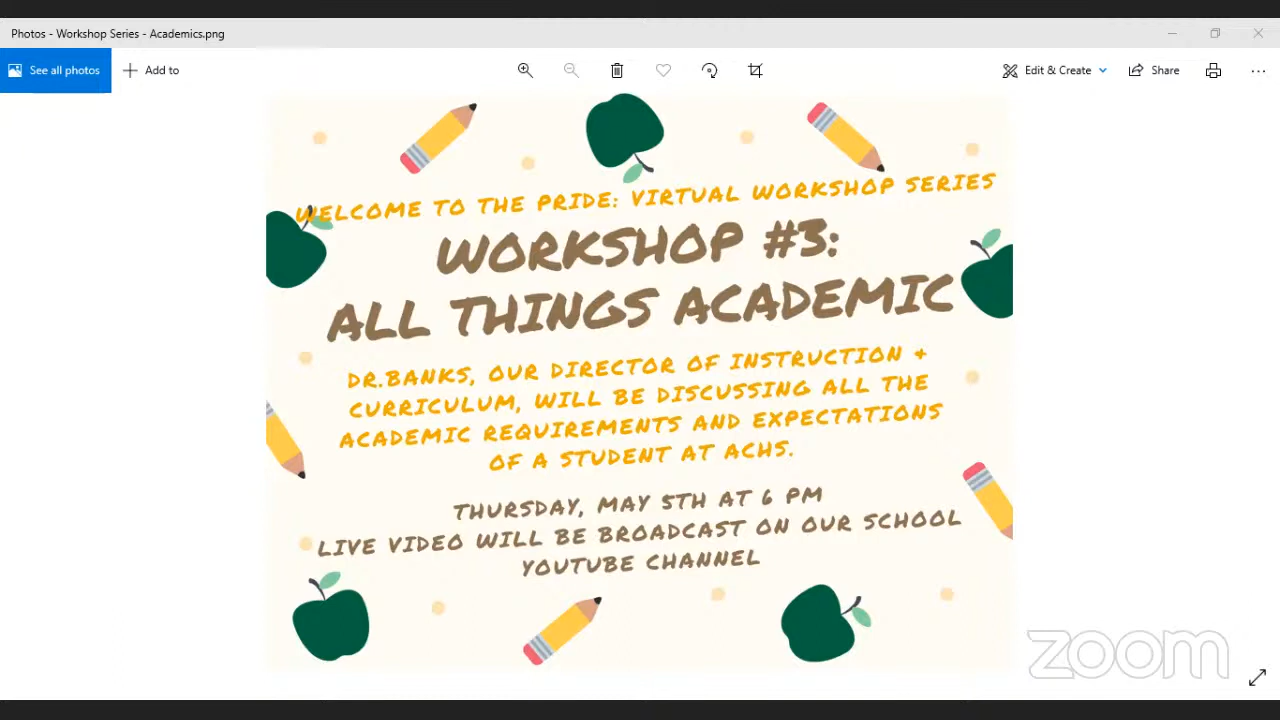 Photos - Workshop Series - Academics.png
See all photos
Add to
Edit & Create
Share
WELCOME TO THE PRIDE: VIRTUAL WORKSHOP SERIES
WORKSHOP #3:
ALL THINGS ACADEMIC
DR.BANKS, OUR DIRECTOR OF INSTRUCTION +
CURRICULUM, WILL BE DISCUSSING ALL THE
ACADEMIC REQUIREMENTS AND EXPECTATIONS
OF A STUDENT AT ACHS.
THURSDAY, MAY 5TH AT 6 PM
LIVE VIDEO WILL BE BROADCAST ON OUR SCHOOL
YOUTUBE CHANNEL
zoom